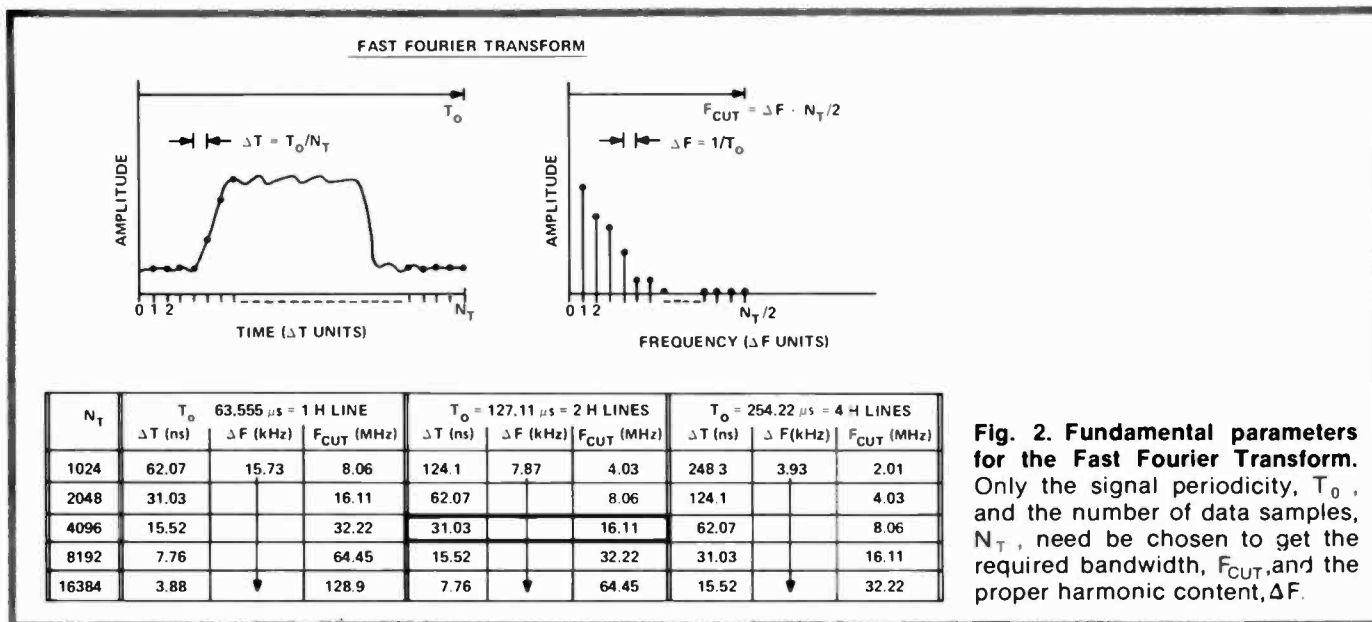 FAST FOURIER TRANSFORM
T₀
ΔT = T₀/N_T
AMPLITUDE
0 1 2
N_T
TIME (ΔT UNITS)
F_CUT = ΔF · N_T/2
ΔF = 1/T₀
AMPLITUDE
0 1 2
N_T/2
FREQUENCY (ΔF UNITS)
N_T T₀ 63.555 μs = 1 H LINE T₀ = 127.11 μs = 2 H LINES T₀ = 254.22 μs = 4 H LINES
ΔT (ns) ΔF (kHz) F_CUT (MHz) ΔT (ns) ΔF (kHz) F_CUT (MHz) ΔT (ns) ΔF(kHz) F_CUT (MHz)
1024 62.07 15.73 8.06 124.1 7.87 4.03 248 3 3.93 2.01
2048 31.03 16.11 62.07 8.06 124.1 4.03
4096 15.52 32.22 31.03 16.11 62.07 8.06
8192 7.76 64.45 15.52 32.22 31.03 16.11
16384 3.88 128.9 7.76 64.45 15.52 32.22
Fig. 2. Fundamental parameters
for the Fast Fourier Transform.
Only the signal periodicity, T₀ ,
and the number of data samples,
N_T , need be chosen to get the
required bandwidth, F_CUT,and the
proper harmonic content,ΔF.